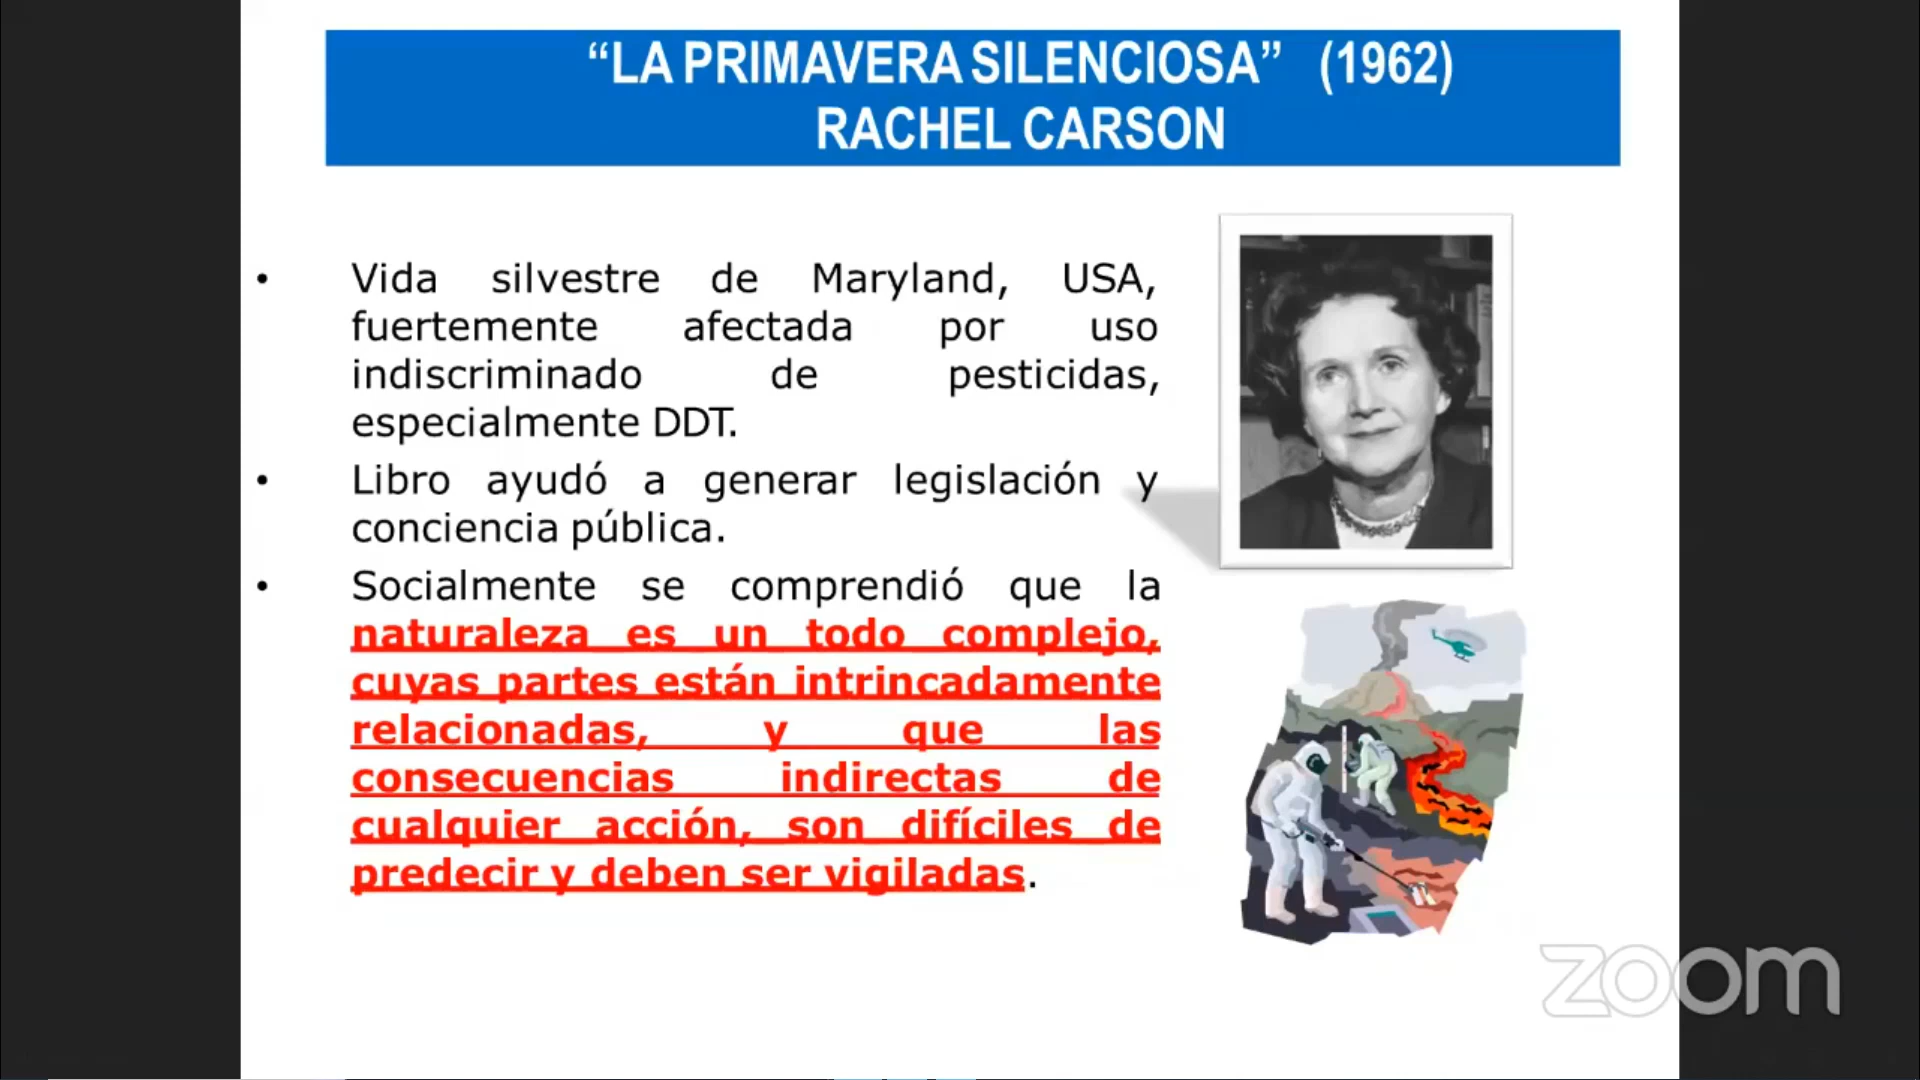 “LA PRIMAVERA SILENCIOSA” (1962)
RACHEL CARSON
• Vida silvestre de Maryland, USA,
fuertemente afectada por uso
indiscriminado de pesticidas,
especialmente DDT.
• Libro ayudó a generar legislación y
conciencia pública.
• Socialmente se comprendió que la
naturaleza es un todo complejo,
cuyas partes están intrincadamente
relacionadas, y que las
consecuencias indirectas de
cualquier acción, son difíciles de
predecir y deben ser vigiladas.
zoom